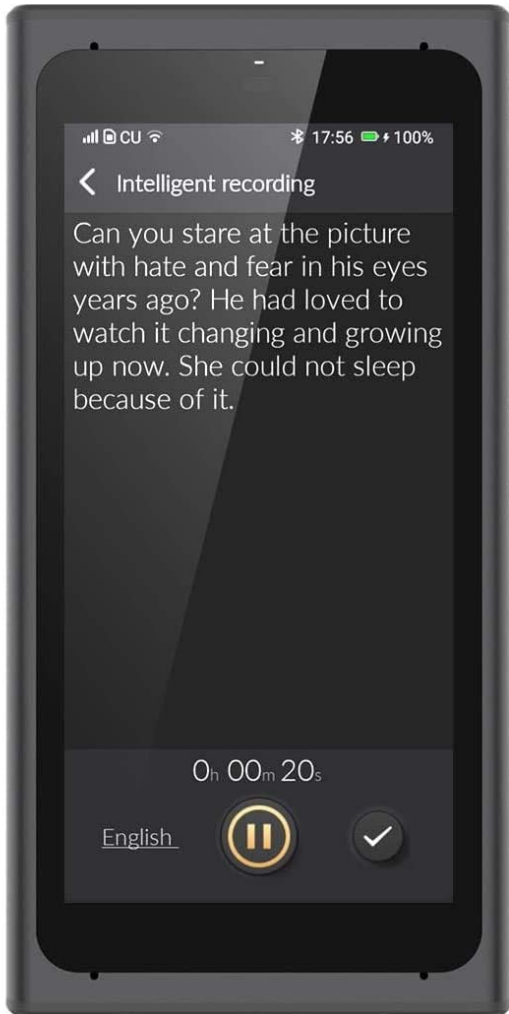 CU 17:56 100%
Intelligent recording
Can you stare at the picture
with hate and fear in his eyes
years ago? He had loved to
watch it changing and growing
up now. She could not sleep
because of it.
0h 00m 20s
English